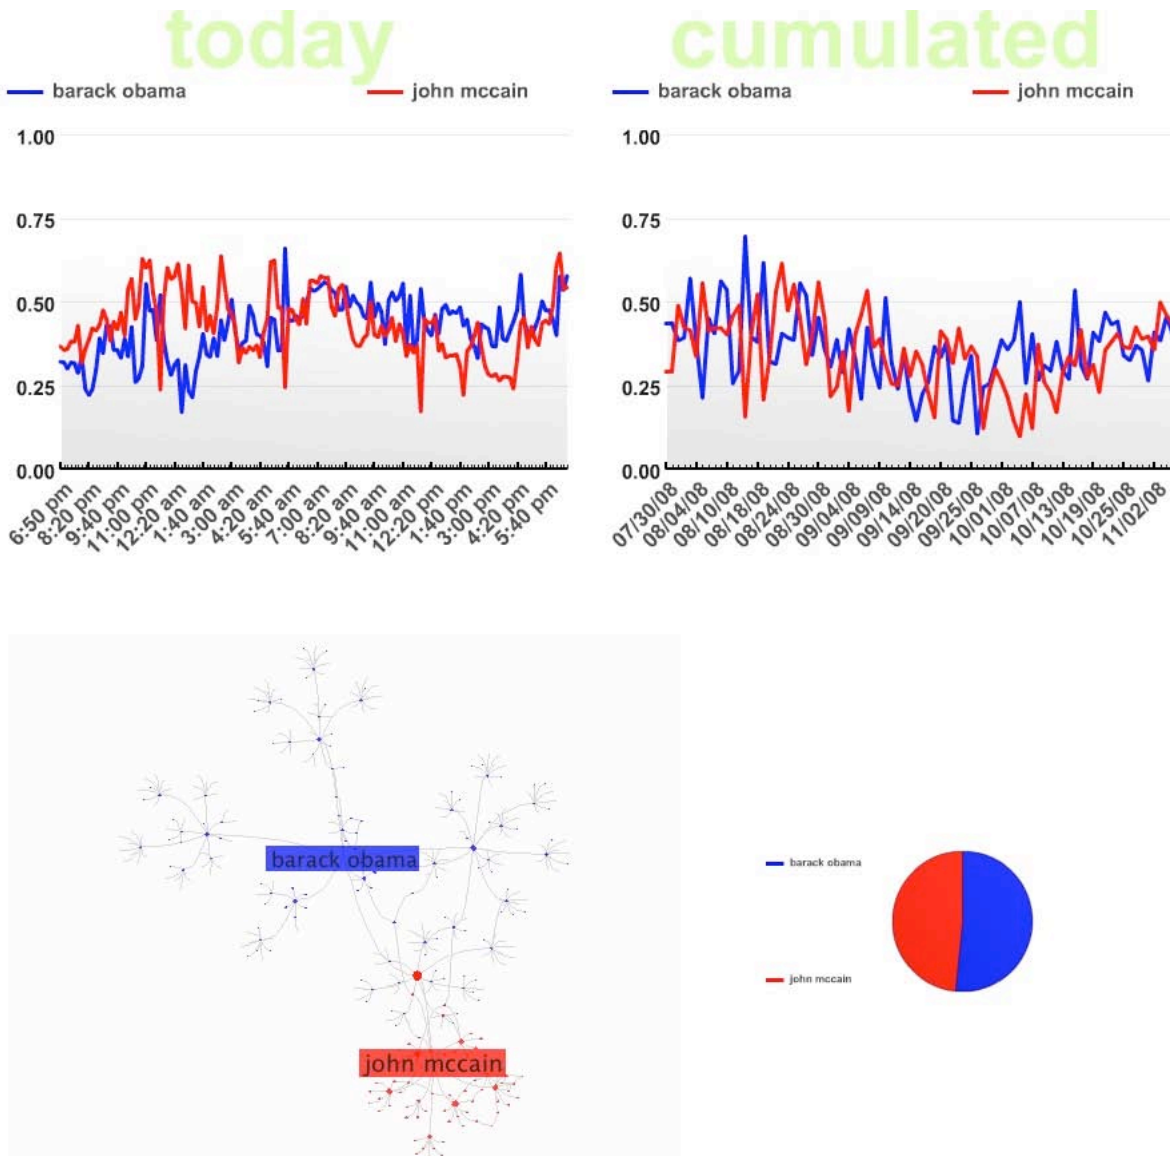 today
cumulated
barack obama
john mccain
barack obama
john mccain
1.00
0.75
0.50
0.25
0.00
6:50 pm
8:20 pm
9:40 pm
11:00 pm
12:20 am
1:40 am
3:00 am
4:20 am
5:40 am
7:00 am
8:20 am
9:40 am
11:00 am
12:20 pm
1:40 pm
3:00 pm
4:20 pm
5:40 pm
1.00
0.75
0.50
0.25
0.00
07/30/08
08/04/08
08/10/08
08/18/08
08/24/08
08/30/08
09/04/08
09/09/08
09/14/08
09/20/08
09/25/08
10/01/08
10/07/08
10/13/08
10/19/08
10/25/08
11/02/08
barack obama
john mccain
barack obama
john mccain